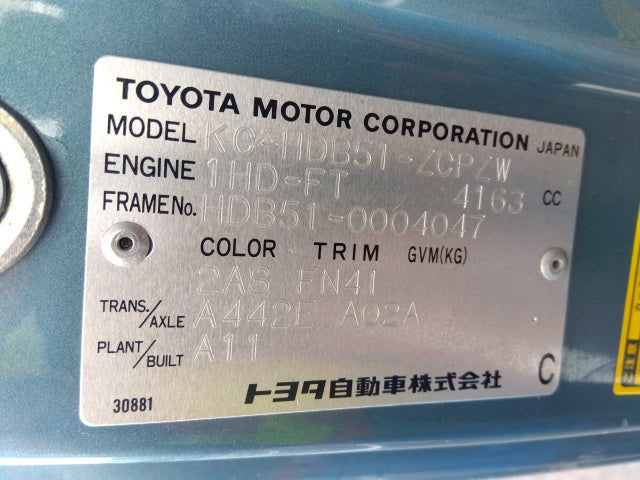 TOYOTA MOTOR CORPORATION JAPAN
MODEL KC-HDB51-ZCPZW
ENGINE 1HD-FT 4163 CC
FRAME No. HDB51-0004047
COLOR TRIM GVM(KG)
2AS FN41
TRANS./AXLE A442E A02A
PLANT/BUILT A11
C
トヨタ自動車株式会社
30881